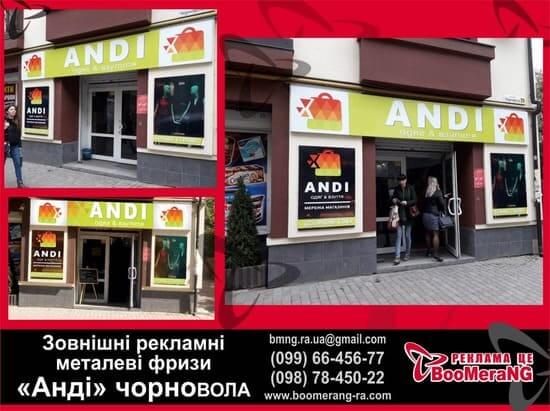 ANDI
одяг & взуття
ANDI
одяг & взуття
ANDI
одяг & взуття
МЕРЕЖА МАГАЗИНІВ
ANDI
ANDI
Зовнішні рекламні
металеві фризи
«Анді» чорновола
bmng.ra.ua@gmail.com
(099) 66-456-77
(098) 78-450-22
www.boomerang-ra.com
РЕКЛАМА ЦЕ
BooMeraNG